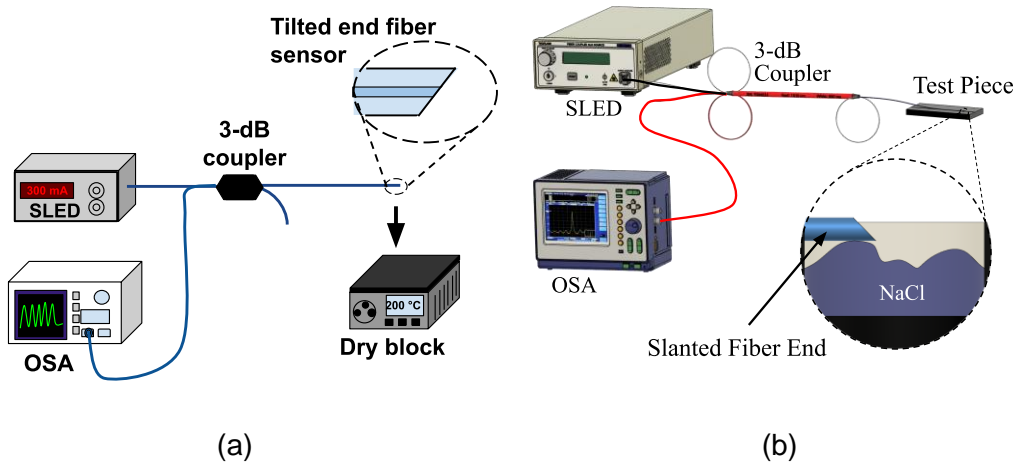 Tilted end fiber
sensor
3-dB
coupler
300 mA
SLED
OSA
200 °C
Dry block
(a)
SLED
3-dB
Coupler
Test Piece
OSA
NaCl
Slanted Fiber End
(b)